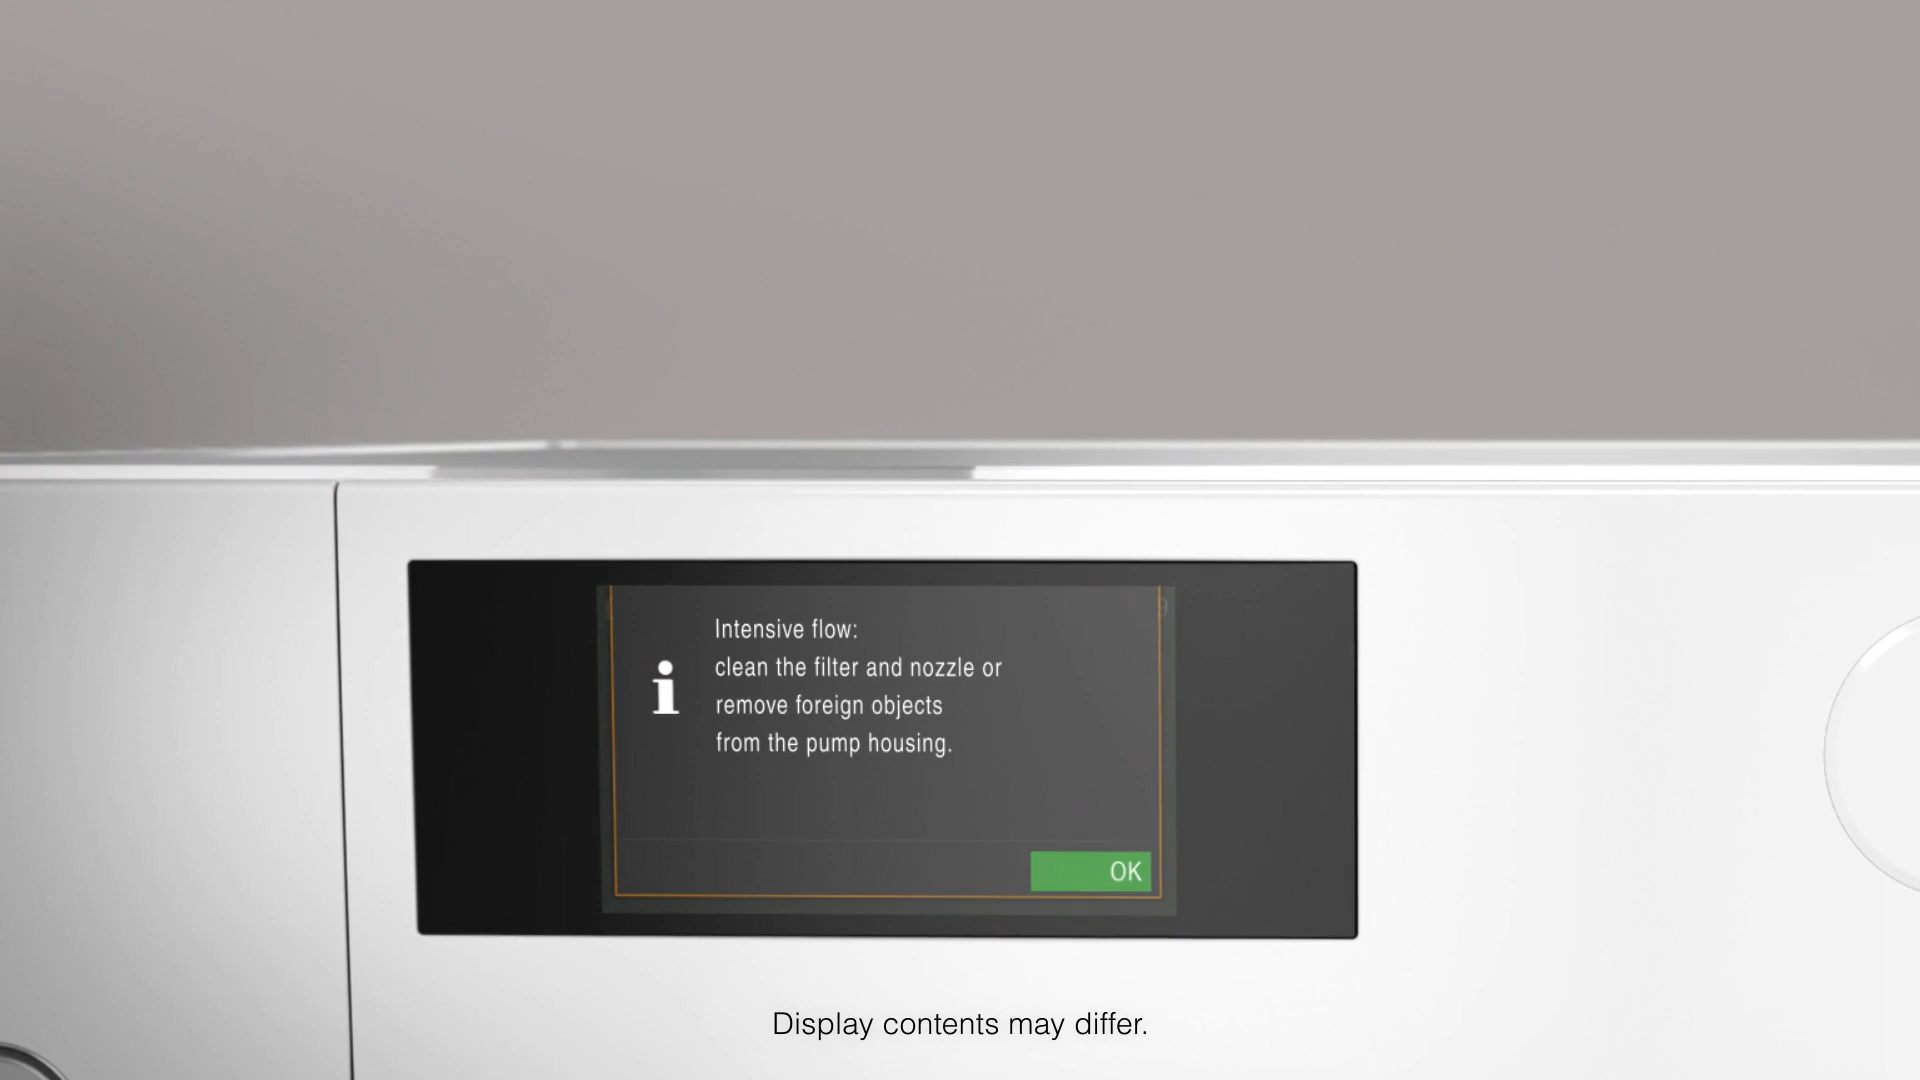 Intensive flow:
clean the filter and nozzle or
remove foreign objects
from the pump housing.
OK
Display contents may differ.